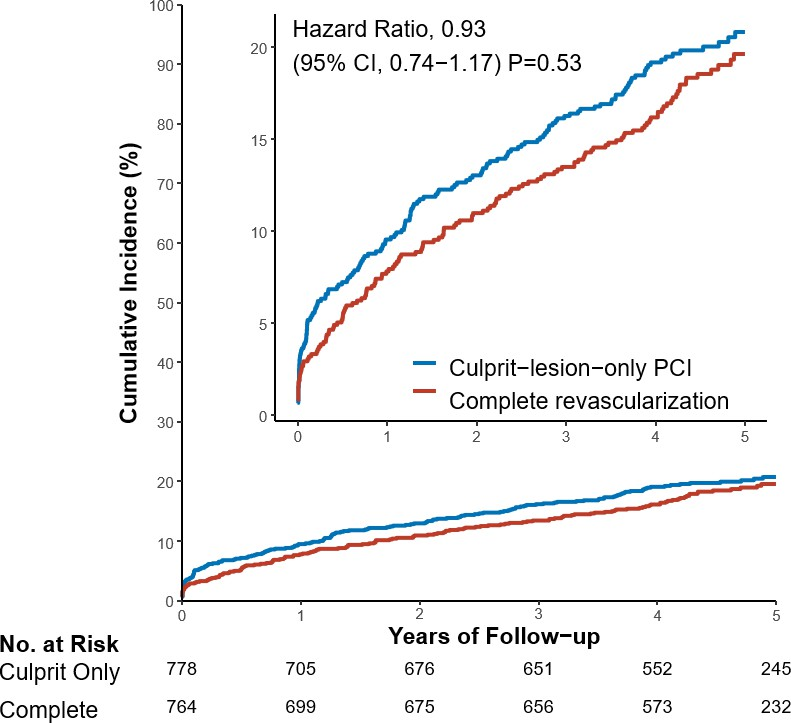 Hazard Ratio, 0.93
(95% CI, 0.74−1.17) P=0.53
Cumulative Incidence (%)
100
90
80
70
60
50
40
30
20
10
0
20
15
10
5
0
Culprit−lesion−only PCI
Complete revascularization
0 1 2 3 4 5
0 1 2 3 4 5
Years of Follow−up
No. at Risk
Culprit Only 778 705 676 651 552 245
Complete 764 699 675 656 573 232